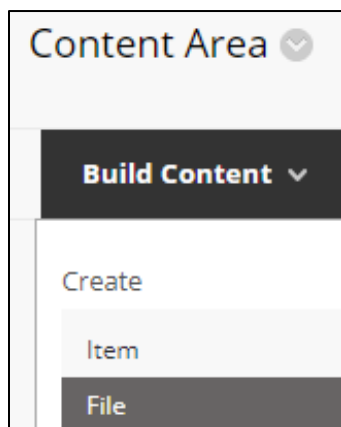 Content Area
Build Content
Create
Item
File